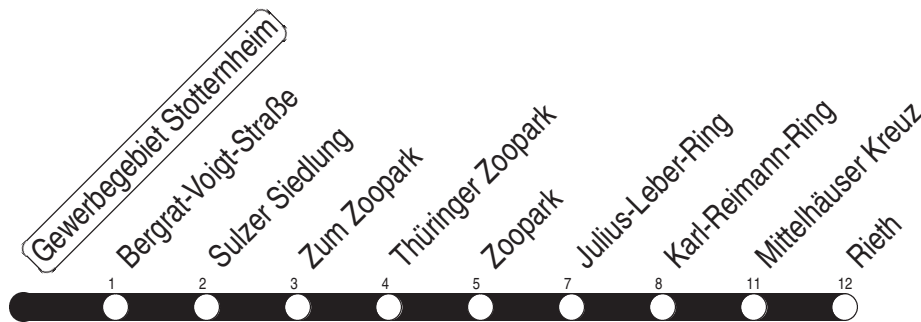 Gewerbegebiet Stotternheim
Bergrat-Voigt-Straße
Sulzer Siedlung
Zum Zoopark
Thüringer Zoopark
Zoopark
Julius-Leber-Ring
Karl-Reimann-Ring
Mittelhäuser Kreuz
Rieth
1 2 3 4 5 7 8 11 12